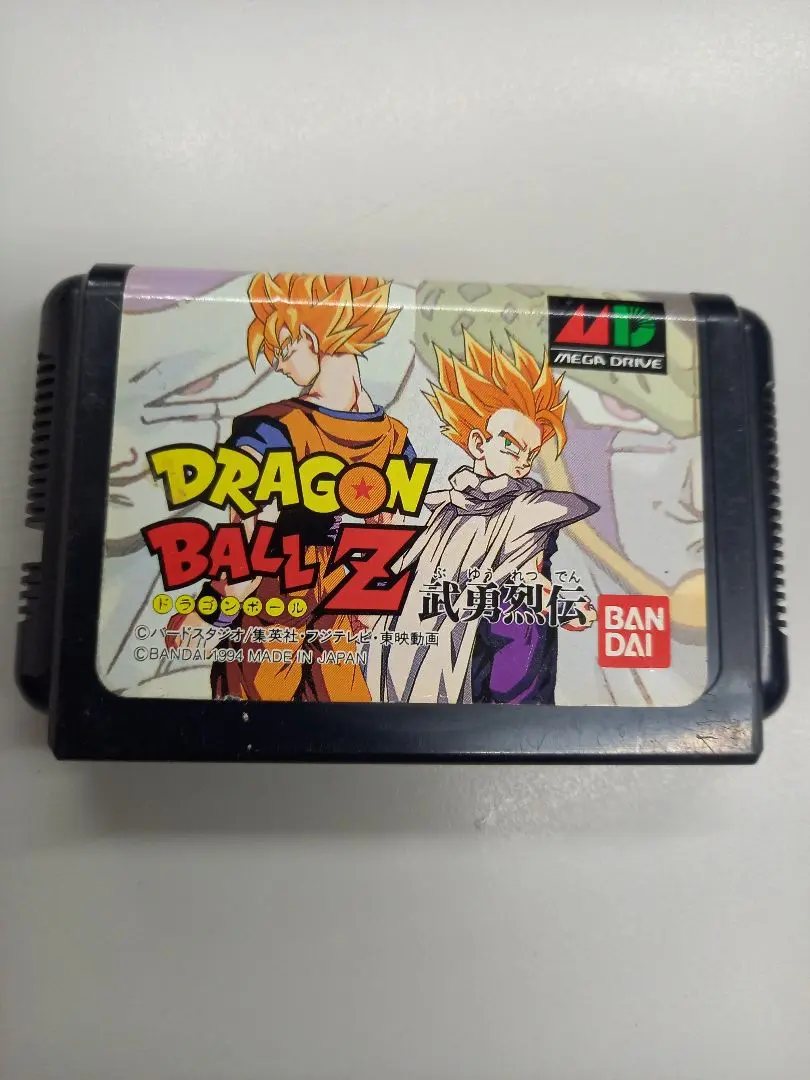 MD
MEGA DRIVE
DRAGON
BALL Z
ドラゴンボール
ぶ ゆう れつ でん
武勇烈伝
BAN
DAI
©バードスタジオ/集英社・フジテレビ・東映動画
©BANDAI 1994 MADE IN JAPAN